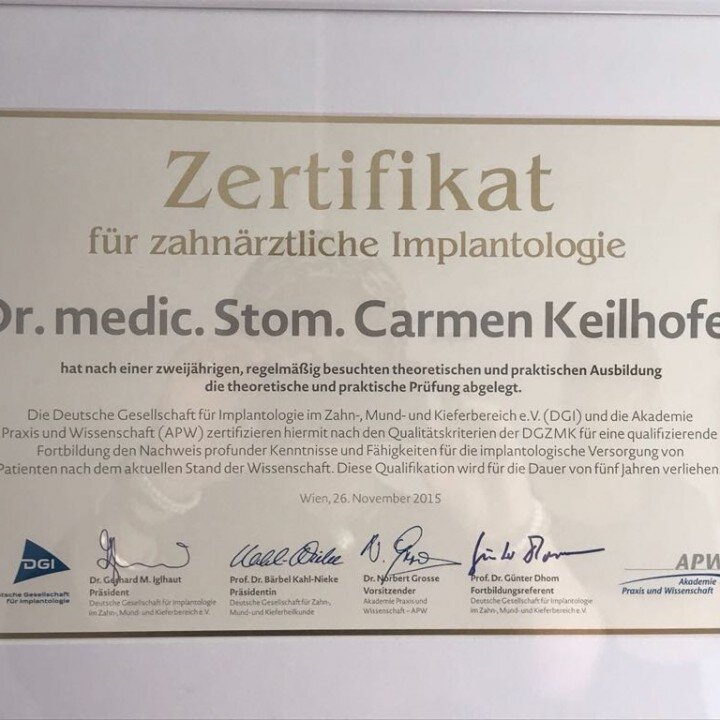 Zertifikat
für zahnärztliche Implantologie
Dr. medic. Stom. Carmen Keilhofe
hat nach einer zweijährigen, regelmäßig besuchten theoretischen und praktischen Ausbildung
die theoretische und praktische Prüfung abgelegt.
Die Deutsche Gesellschaft für Implantologie im Zahn-, Mund- und Kieferbereich e.V. (DGI) und die Akademie
Praxis und Wissenschaft (APW) zertifizieren hiermit nach den Qualitätskriterien der DGZMK für eine qualifizierende
Fortbildung den Nachweis profunder Kenntnisse und Fähigkeiten für die implantologische Versorgung von
Patienten nach dem aktuellen Stand der Wissenschaft. Diese Qualifikation wird für die Dauer von fünf Jahren verliehen.
Wien, 26. November 2015
DGI
tsche Gesellschaft
für Implantologie
Dr. Gerhard M. Iglhaut
Präsident
Deutsche Gesellschaft für Implantologie
im Zahn-, Mund- und Kieferbereich e.V.
Prof. Dr. Bärbel Kahl-Nieke
Präsidentin
Deutsche Gesellschaft für Zahn-,
Mund- und Kieferheilkunde
Dr. Norbert Grosse
Vorsitzender
Akademie Praxis und
Wissenschaft – APW
Prof. Dr. Günter Dhom
Fortbildungsreferent
Deutsche Gesellschaft für Implantologie
im Zahn-, Mund- und Kieferbereich e.V.
APW
Akademie
Praxis und Wissenschaft